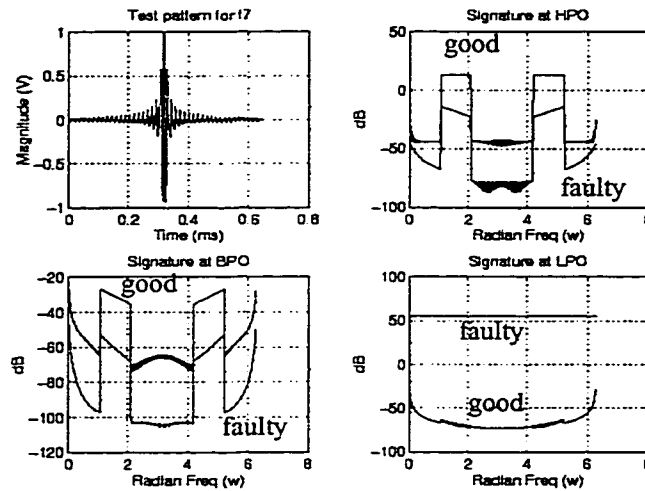 Test pattern for f7
Magnitude (V)
1
0.5
0
-0.5
-1
0 0.2 0.4 0.6 0.8
Time (ms)
Signature at HPO
good
dB
50
0
-50
-100
faulty
0 2 4 6 8
Radian Freq (w)
Signature at BPO
good
dB
-20
-40
-60
-80
-100
-120
faulty
0 2 4 6 8
Radian Freq (w)
Signature at LPO
dB
100
50
0
-50
-100
faulty
good
0 2 4 6 8
Radian Freq (w)